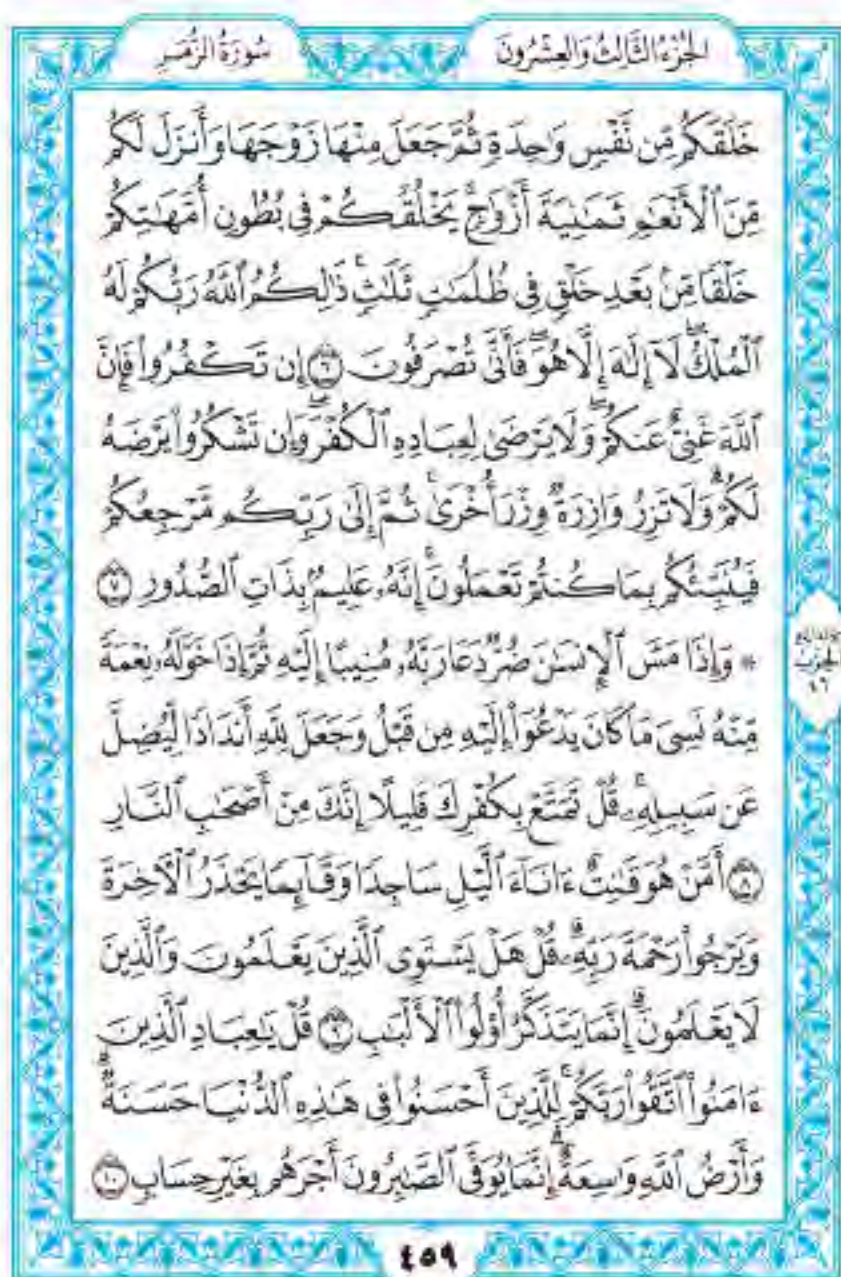 الجزء الثالث والعشرون
سورة الزمر
خَلَقَكُم مِّن نَّفْسٍ وَٰحِدَةٍ ثُمَّ جَعَلَ مِنْهَا زَوْجَهَا وَأَنزَلَ لَكُم
مِّنَ ٱلْأَنْعَٰمِ ثَمَٰنِيَةَ أَزْوَٰجٍۚ يَخْلُقُكُمْ فِى بُطُونِ أُمَّهَٰتِكُمْ
خَلْقًا مِّنۢ بَعْدِ خَلْقٍ فِى ظُلُمَٰتٍ ثَلَٰثٍۚ ذَٰلِكُمُ ٱللَّهُ رَبُّكُمْ لَهُ
ٱلْمُلْكُۖ لَآ إِلَٰهَ إِلَّا هُوَۖ فَأَنَّىٰ تُصْرَفُونَ ٦ إِن تَكْفُرُوا۟ فَإِنَّ
ٱللَّهَ غَنِىٌّ عَنكُمْۖ وَلَا يَرْضَىٰ لِعِبَادِهِ ٱلْكُفْرَۖ وَإِن تَشْكُرُوا۟ يَرْضَهُ
لَكُمْۗ وَلَا تَزِرُ وَازِرَةٌ وِزْرَ أُخْرَىٰۚ ثُمَّ إِلَىٰ رَبِّكُم مَّرْجِعُكُمْ
فَيُنَبِّئُكُم بِمَا كُنتُمْ تَعْمَلُونَۚ إِنَّهُۥ عَلِيمٌۢ بِذَاتِ ٱلصُّدُورِ ٧
۞ وَإِذَا مَسَّ ٱلْإِنسَٰنَ ضُرٌّ دَعَا رَبَّهُۥ مُنِيبًا إِلَيْهِ ثُمَّ إِذَا خَوَّلَهُۥ نِعْمَةً
مِّنْهُ نَسِىَ مَا كَانَ يَدْعُوٓا۟ إِلَيْهِ مِن قَبْلُ وَجَعَلَ لِلَّهِ أَندَادًا لِّيُضِلَّ
عَن سَبِيلِهِۦۚ قُلْ تَمَتَّعْ بِكُفْرِكَ قَلِيلًاۖ إِنَّكَ مِنْ أَصْحَٰبِ ٱلنَّارِ
٨ أَمَّنْ هُوَ قَٰنِتٌ ءَانَآءَ ٱلَّيْلِ سَاجِدًا وَقَآئِمًا يَحْذَرُ ٱلْءَاخِرَةَ
وَيَرْجُوا۟ رَحْمَةَ رَبِّهِۦۗ قُلْ هَلْ يَسْتَوِى ٱلَّذِينَ يَعْلَمُونَ وَٱلَّذِينَ
لَا يَعْلَمُونَۗ إِنَّمَا يَتَذَكَّرُ أُو۟لُوا۟ ٱلْأَلْبَٰبِ ٩ قُلْ يَٰعِبَادِ ٱلَّذِينَ
ءَامَنُوا۟ ٱتَّقُوا۟ رَبَّكُمْۚ لِلَّذِينَ أَحْسَنُوا۟ فِى هَٰذِهِ ٱلدُّنْيَا حَسَنَةٌۗ
وَأَرْضُ ٱللَّهِ وَٰسِعَةٌۗ إِنَّمَا يُوَفَّى ٱلصَّٰبِرُونَ أَجْرَهُم بِغَيْرِ حِسَابٍ ١٠
الحزب
٤٦
٤٥٩